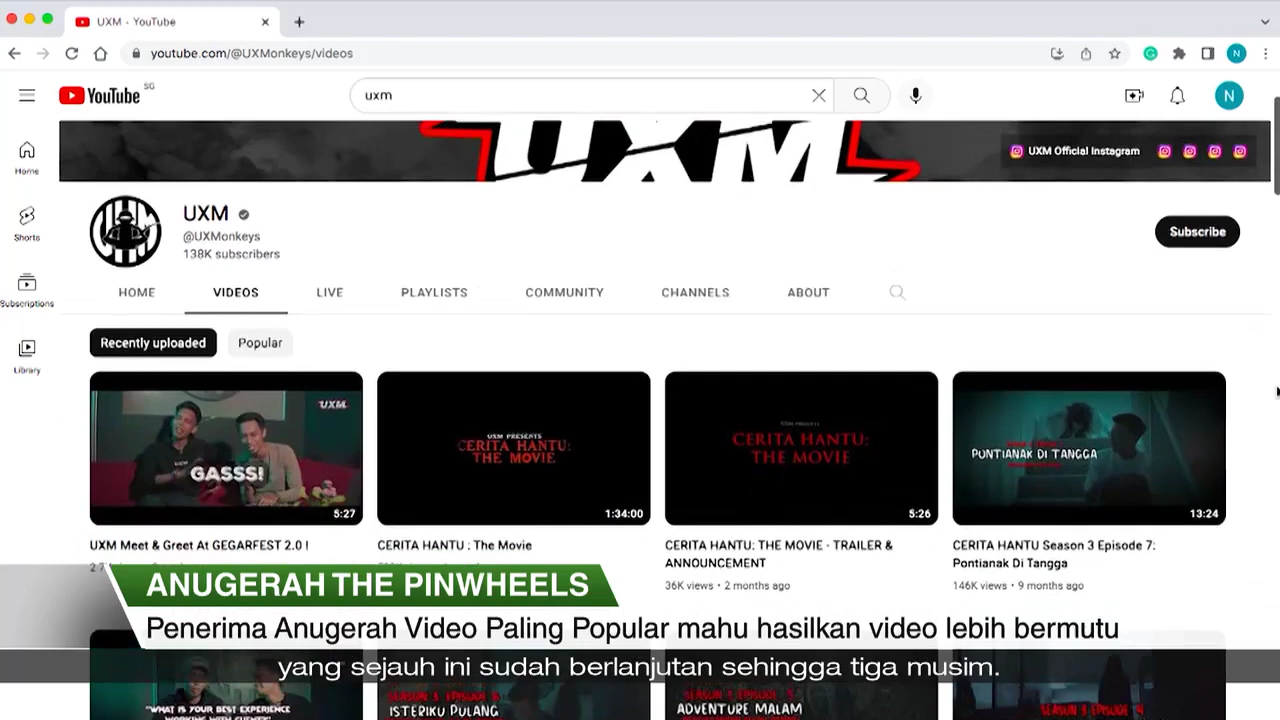 UXM - YouTube
youtube.com/@UXMonkeys/videos
YouTube SG
uxm
N
UXM
UXM Official Instagram
Home
Shorts
Subscriptions
Library
UXM
@UXMonkeys
138K subscribers
Subscribe
HOME VIDEOS LIVE PLAYLISTS COMMUNITY CHANNELS ABOUT
Recently uploaded Popular
UXM
GASSS!
5:27
UXM PRESENTS
CERITA HANTU:
THE MOVIE
1:34:00
CERITA HANTU:
THE MOVIE
5:26
PUNTIANAK DI TANGGA
13:24
UXM Meet & Greet At GEGARFEST 2.0 !
CERITA HANTU : The Movie
CERITA HANTU: THE MOVIE - TRAILER &
ANNOUNCEMENT
36K views • 2 months ago
CERITA HANTU Season 3 Episode 7:
Pontianak Di Tangga
146K views • 9 months ago
ANUGERAH THE PINWHEELS
Penerima Anugerah Video Paling Popular mahu hasilkan video lebih bermutu
yang sejauh ini sudah berlanjutan sehingga tiga musim.
"WHAT IS YOUR BEST EXPERIENCE
ISTERIKU PULANG
ADVENTURE MALAM